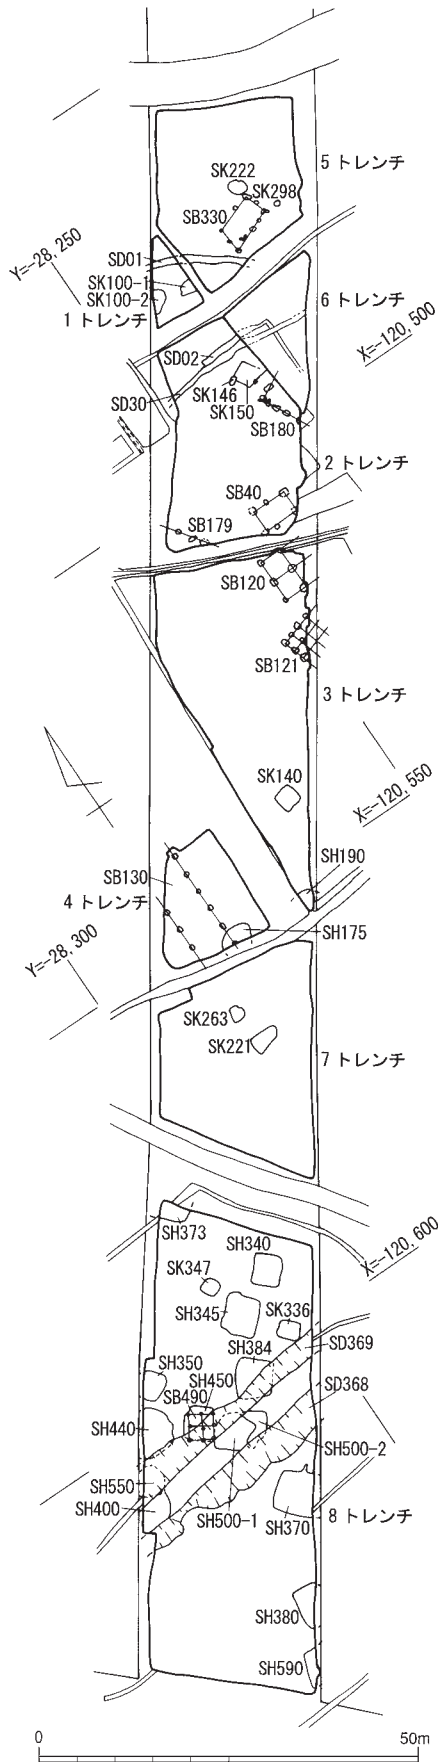 5 トレンチ
SK222
SK298
SB330
Y=-28, 250
SD01
SK100-1
SK100-2
1 トレンチ
6 トレンチ
X=-120, 500
SD02
SK146
SK150
SD30
SB180
2 トレンチ
SB40
SB179
SB120
SB121
3 トレンチ
X=-120, 550
SK140
SH190
SB130
4 トレンチ
SH175
Y=-28, 300
SK263
SK221
7 トレンチ
X=-120, 600
SH373
SH340
SK347
SH345
SK336
SH384
SD369
SH350
SH450
SD368
SB490
SH440
SH500-2
SH550
SH400
SH500-1
SH370
8 トレンチ
SH380
SH590
0
50m